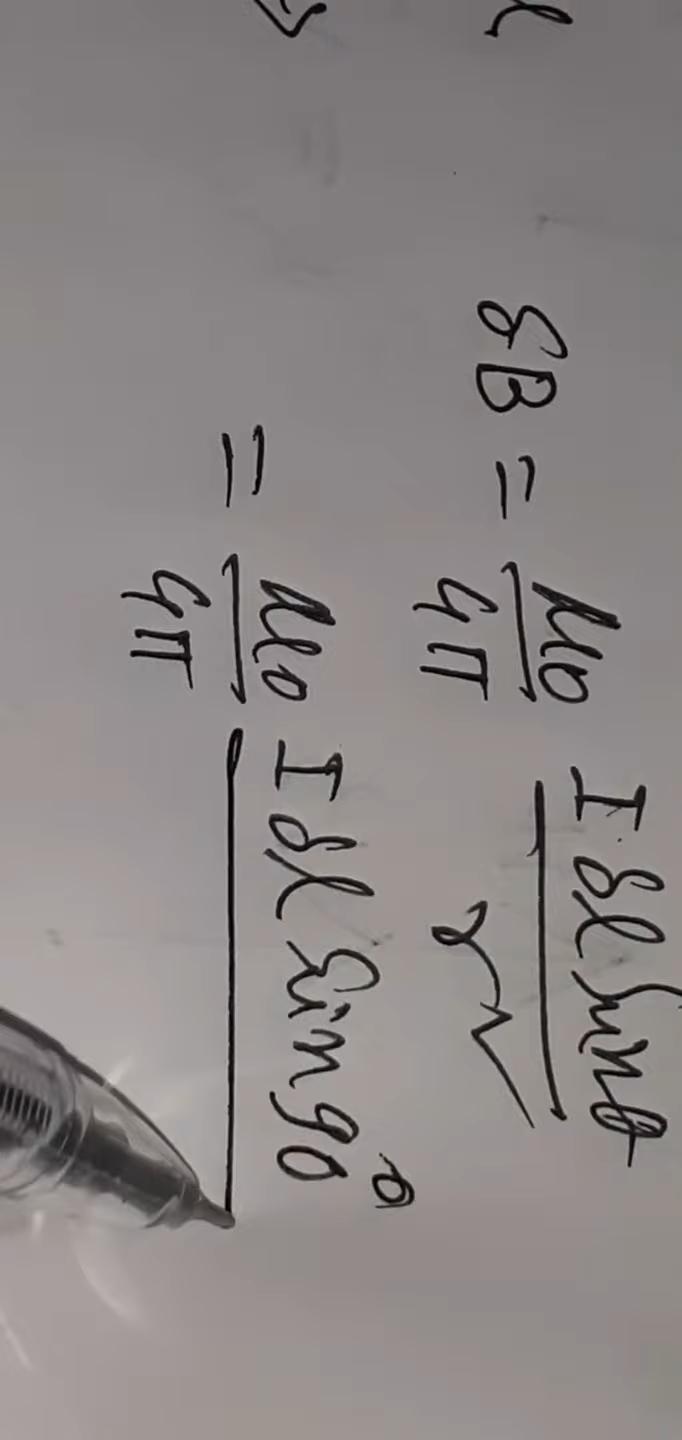 δB = μ₀/4π I δl Sinθ/r²
= μ₀/4π I δl Sin90°